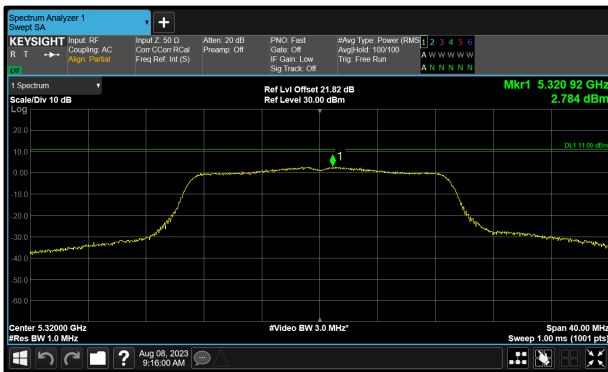 Spectrum Analyzer 1
Swept SA
KEYSIGHT
R T
Input: RF
Coupling: AC
Align: Partial
Input Z: 50 Ω
Corr CCorr RCal
Freq Ref: Int (S)
Atten: 20 dB
Preamp: Off
PNO: Fast
Gate: Off
IF Gain: Low
Sig Track: Off
#Avg Type: Power (RMS
Avg|Hold: 100/100
Trig: Free Run
1 2 3 4 5 6
A W W W W W
A N N N N N
1 Spectrum
Scale/Div 10 dB
Ref Lvl Offset 21.82 dB
Ref Level 30.00 dBm
Mkr1 5.320 92 GHz
2.784 dBm
Log
20.0
10.0
0.00
-10.0
-20.0
-30.0
-40.0
-50.0
-60.0
DL1 11.00 dBm
1
Center 5.32000 GHz
#Res BW 1.0 MHz
#Video BW 3.0 MHz*
Span 40.00 MHz
Sweep 1.00 ms (1001 pts)
?
Aug 08, 2023
9:16:00 AM